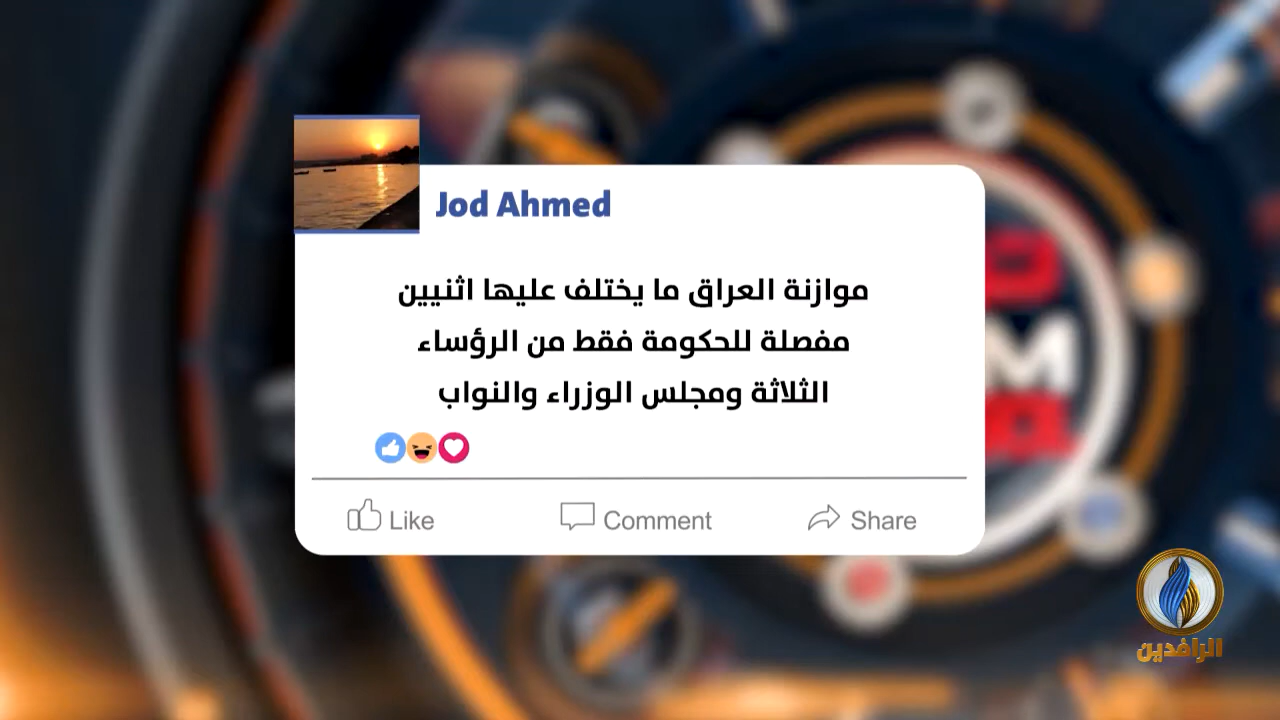 Jod Ahmed
موازنة العراق ما يختلف عليها اثنيين
مفصلة للحكومة فقط من الرؤساء
الثلاثة ومجلس الوزراء والنواب
Like
Comment
Share
الرافدين